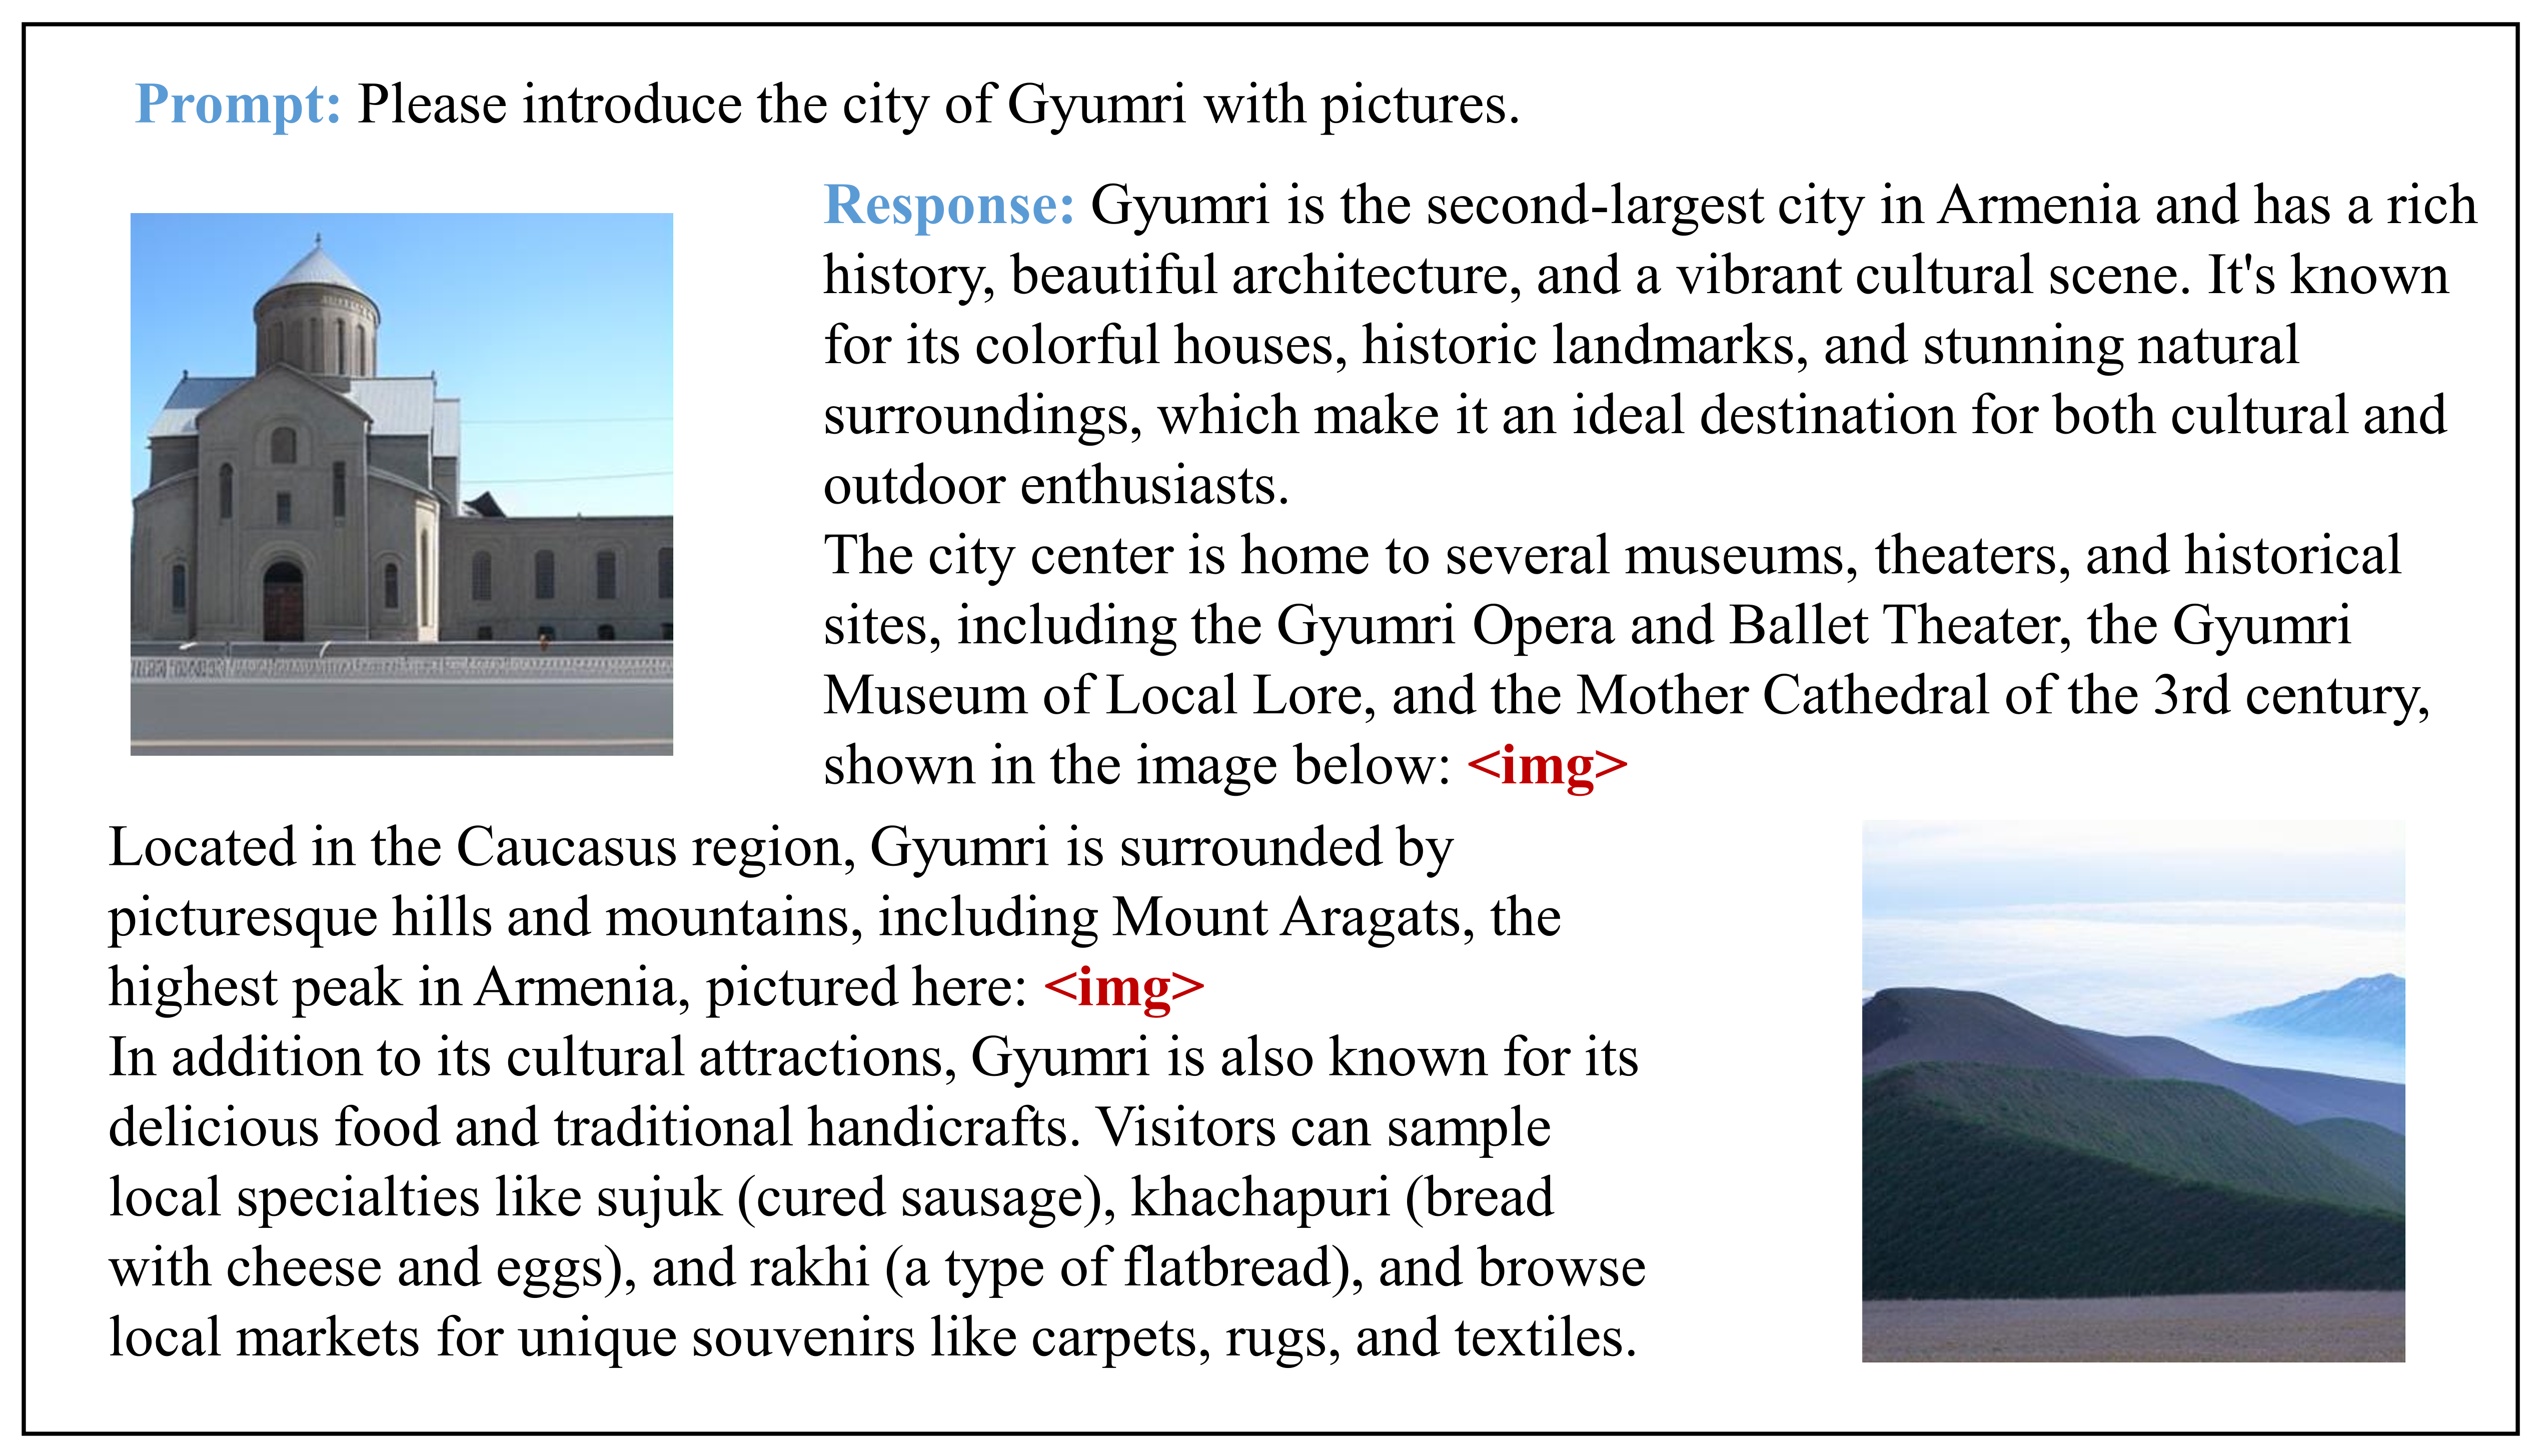 Prompt: Please introduce the city of Gyumri with pictures.
Response: Gyumri is the second-largest city in Armenia and has a rich
history, beautiful architecture, and a vibrant cultural scene. It's known
for its colorful houses, historic landmarks, and stunning natural
surroundings, which make it an ideal destination for both cultural and
outdoor enthusiasts.
The city center is home to several museums, theaters, and historical
sites, including the Gyumri Opera and Ballet Theater, the Gyumri
Museum of Local Lore, and the Mother Cathedral of the 3rd century,
shown in the image below: <img>
Located in the Caucasus region, Gyumri is surrounded by
picturesque hills and mountains, including Mount Aragats, the
highest peak in Armenia, pictured here: <img>
In addition to its cultural attractions, Gyumri is also known for its
delicious food and traditional handicrafts. Visitors can sample
local specialties like sujuk (cured sausage), khachapuri (bread
with cheese and eggs), and rakhi (a type of flatbread), and browse
local markets for unique souvenirs like carpets, rugs, and textiles.